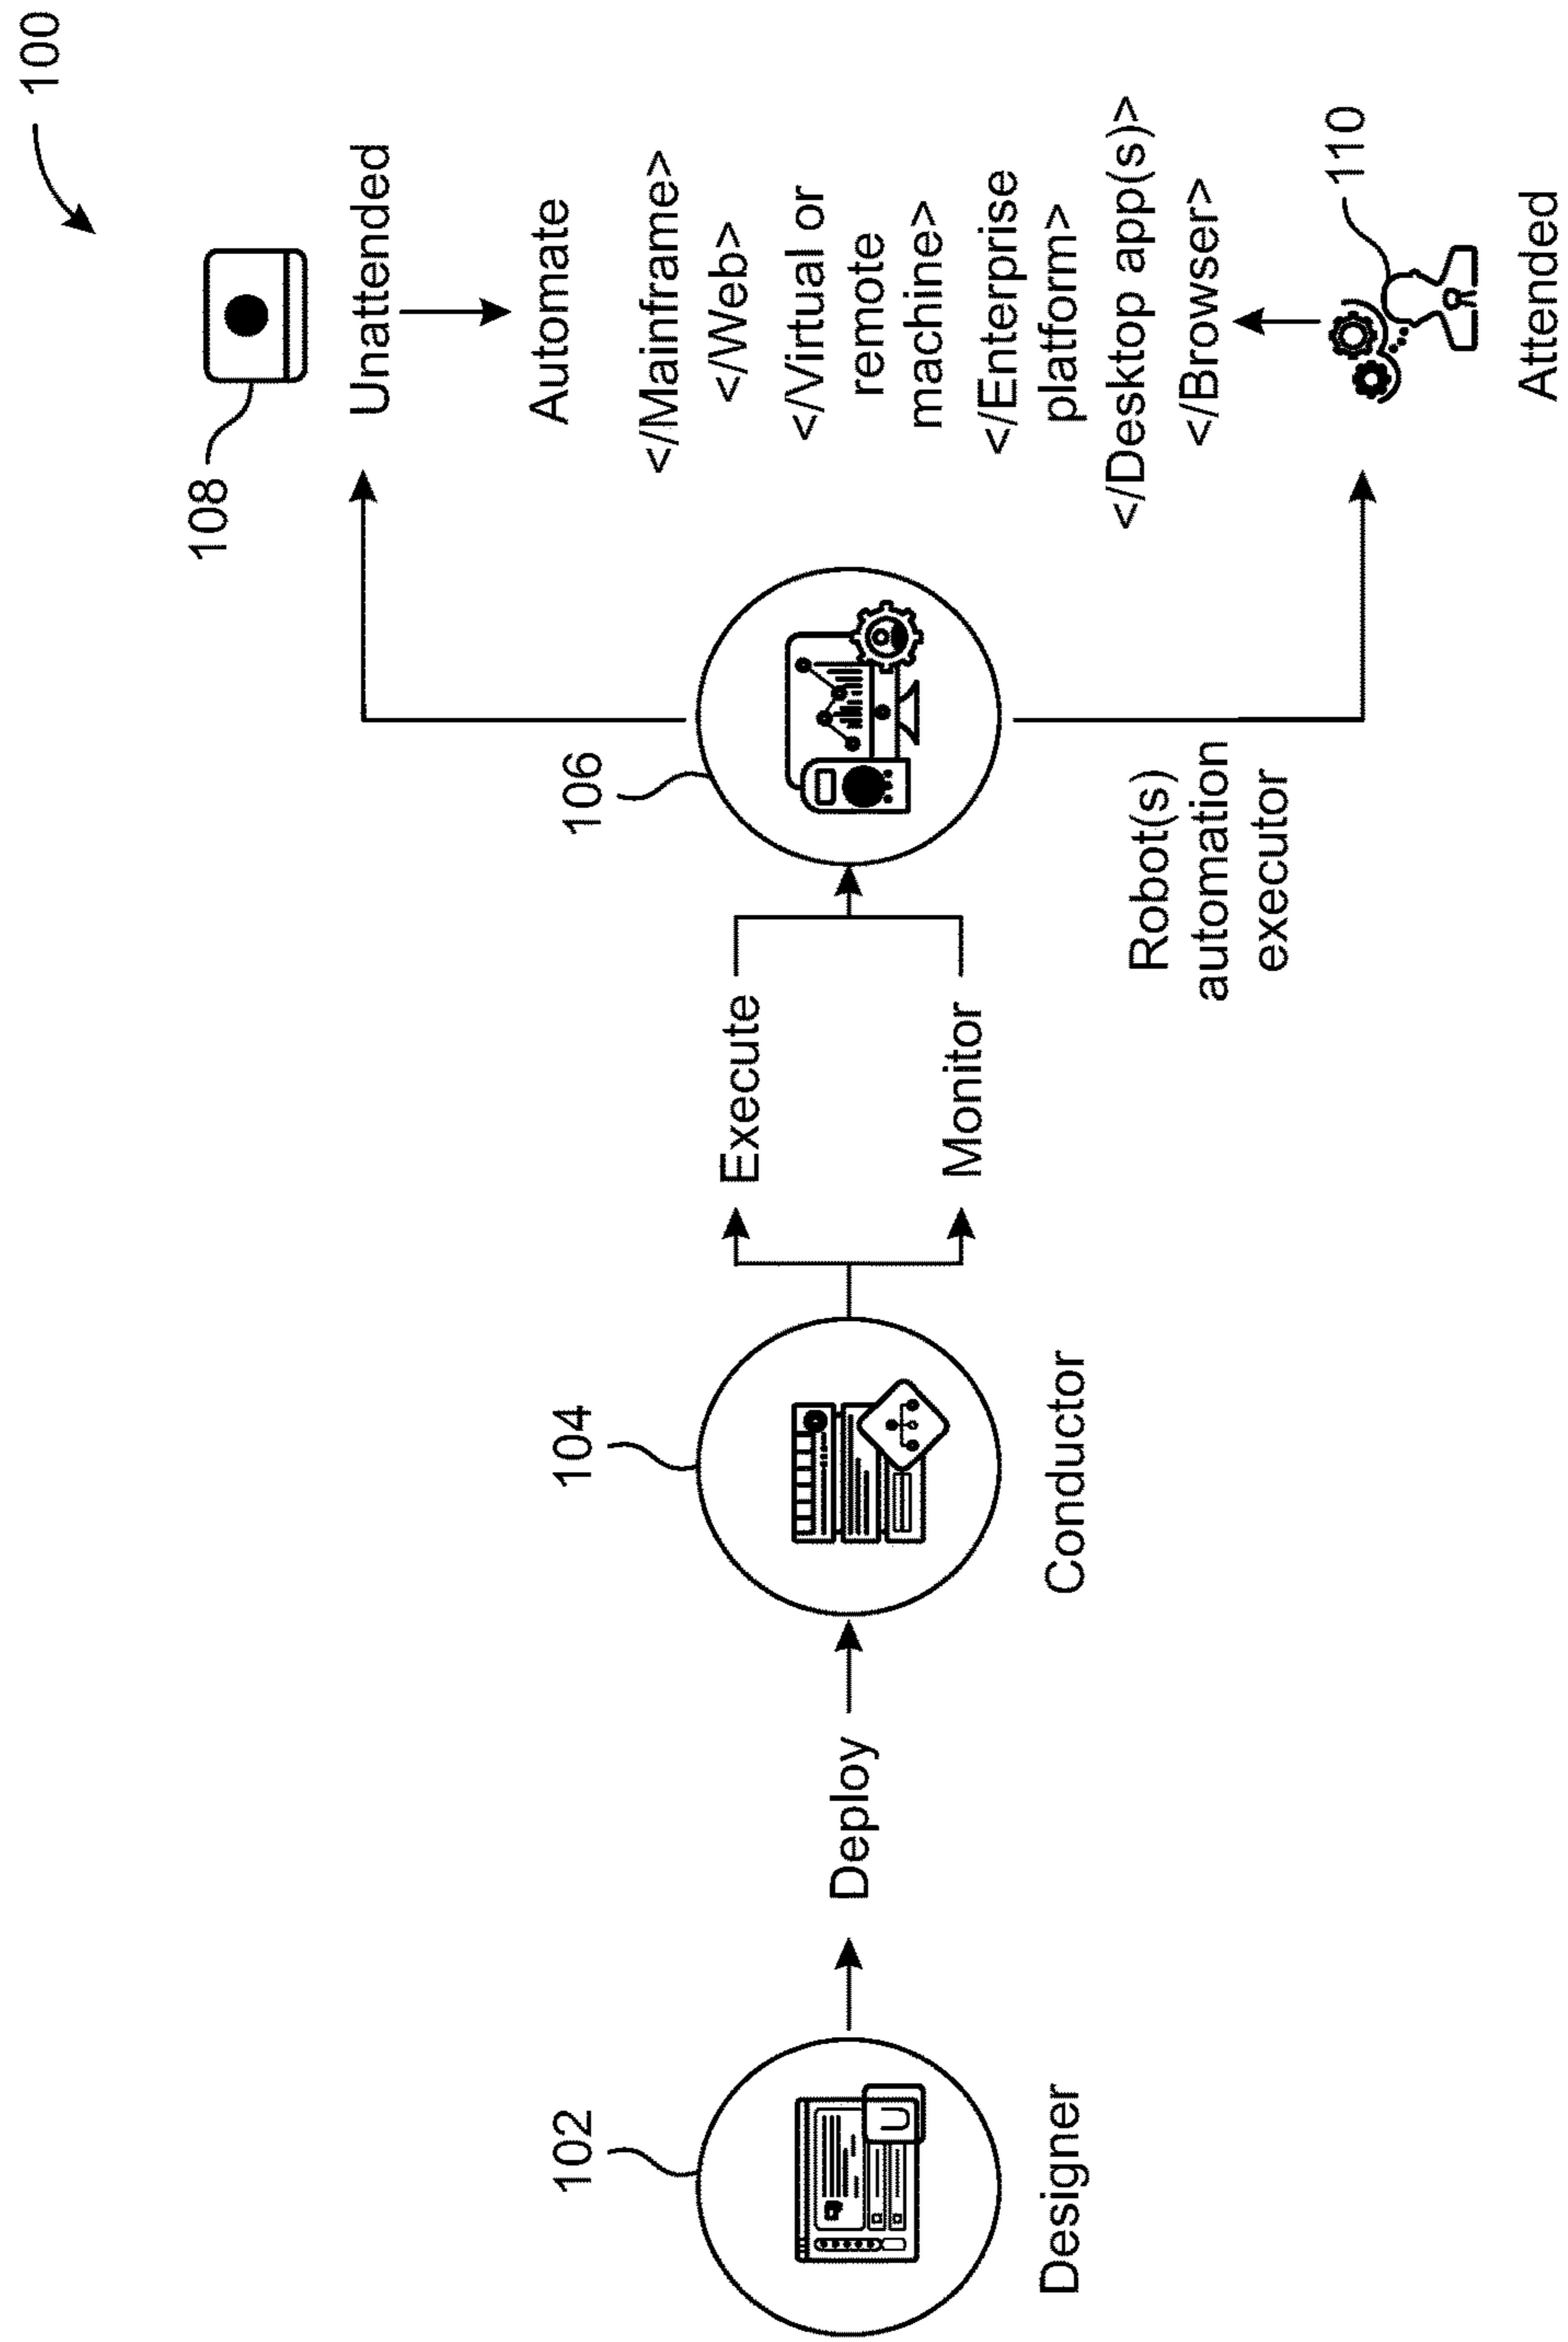 100
108
Unattended
Automate
</Mainframe>
</Web>
</Virtual or
remote
machine>
</Enterprise
platform>
</Desktop app(s)>
</Browser>
110
Attended
106
Robot(s)
automation
executor
Execute
Monitor
104
Conductor
Deploy
102
Designer